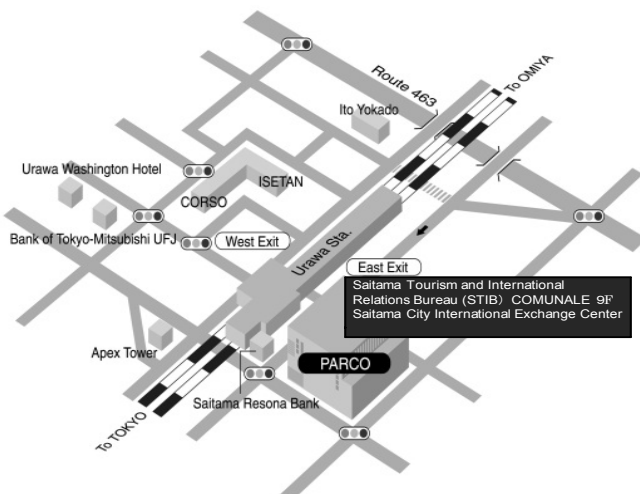 Route 463
To OMIYA
Ito Yokado
Urawa Washington Hotel
ISETAN
CORSO
Bank of Tokyo-Mitsubishi UFJ
West Exit
Urawa Sta.
East Exit
Saitama Tourism and International
Relations Bureau (STIB) COMUNALE 9F
Saitama City International Exchange Center
Apex Tower
PARCO
Saitama Resona Bank
To TOKYO